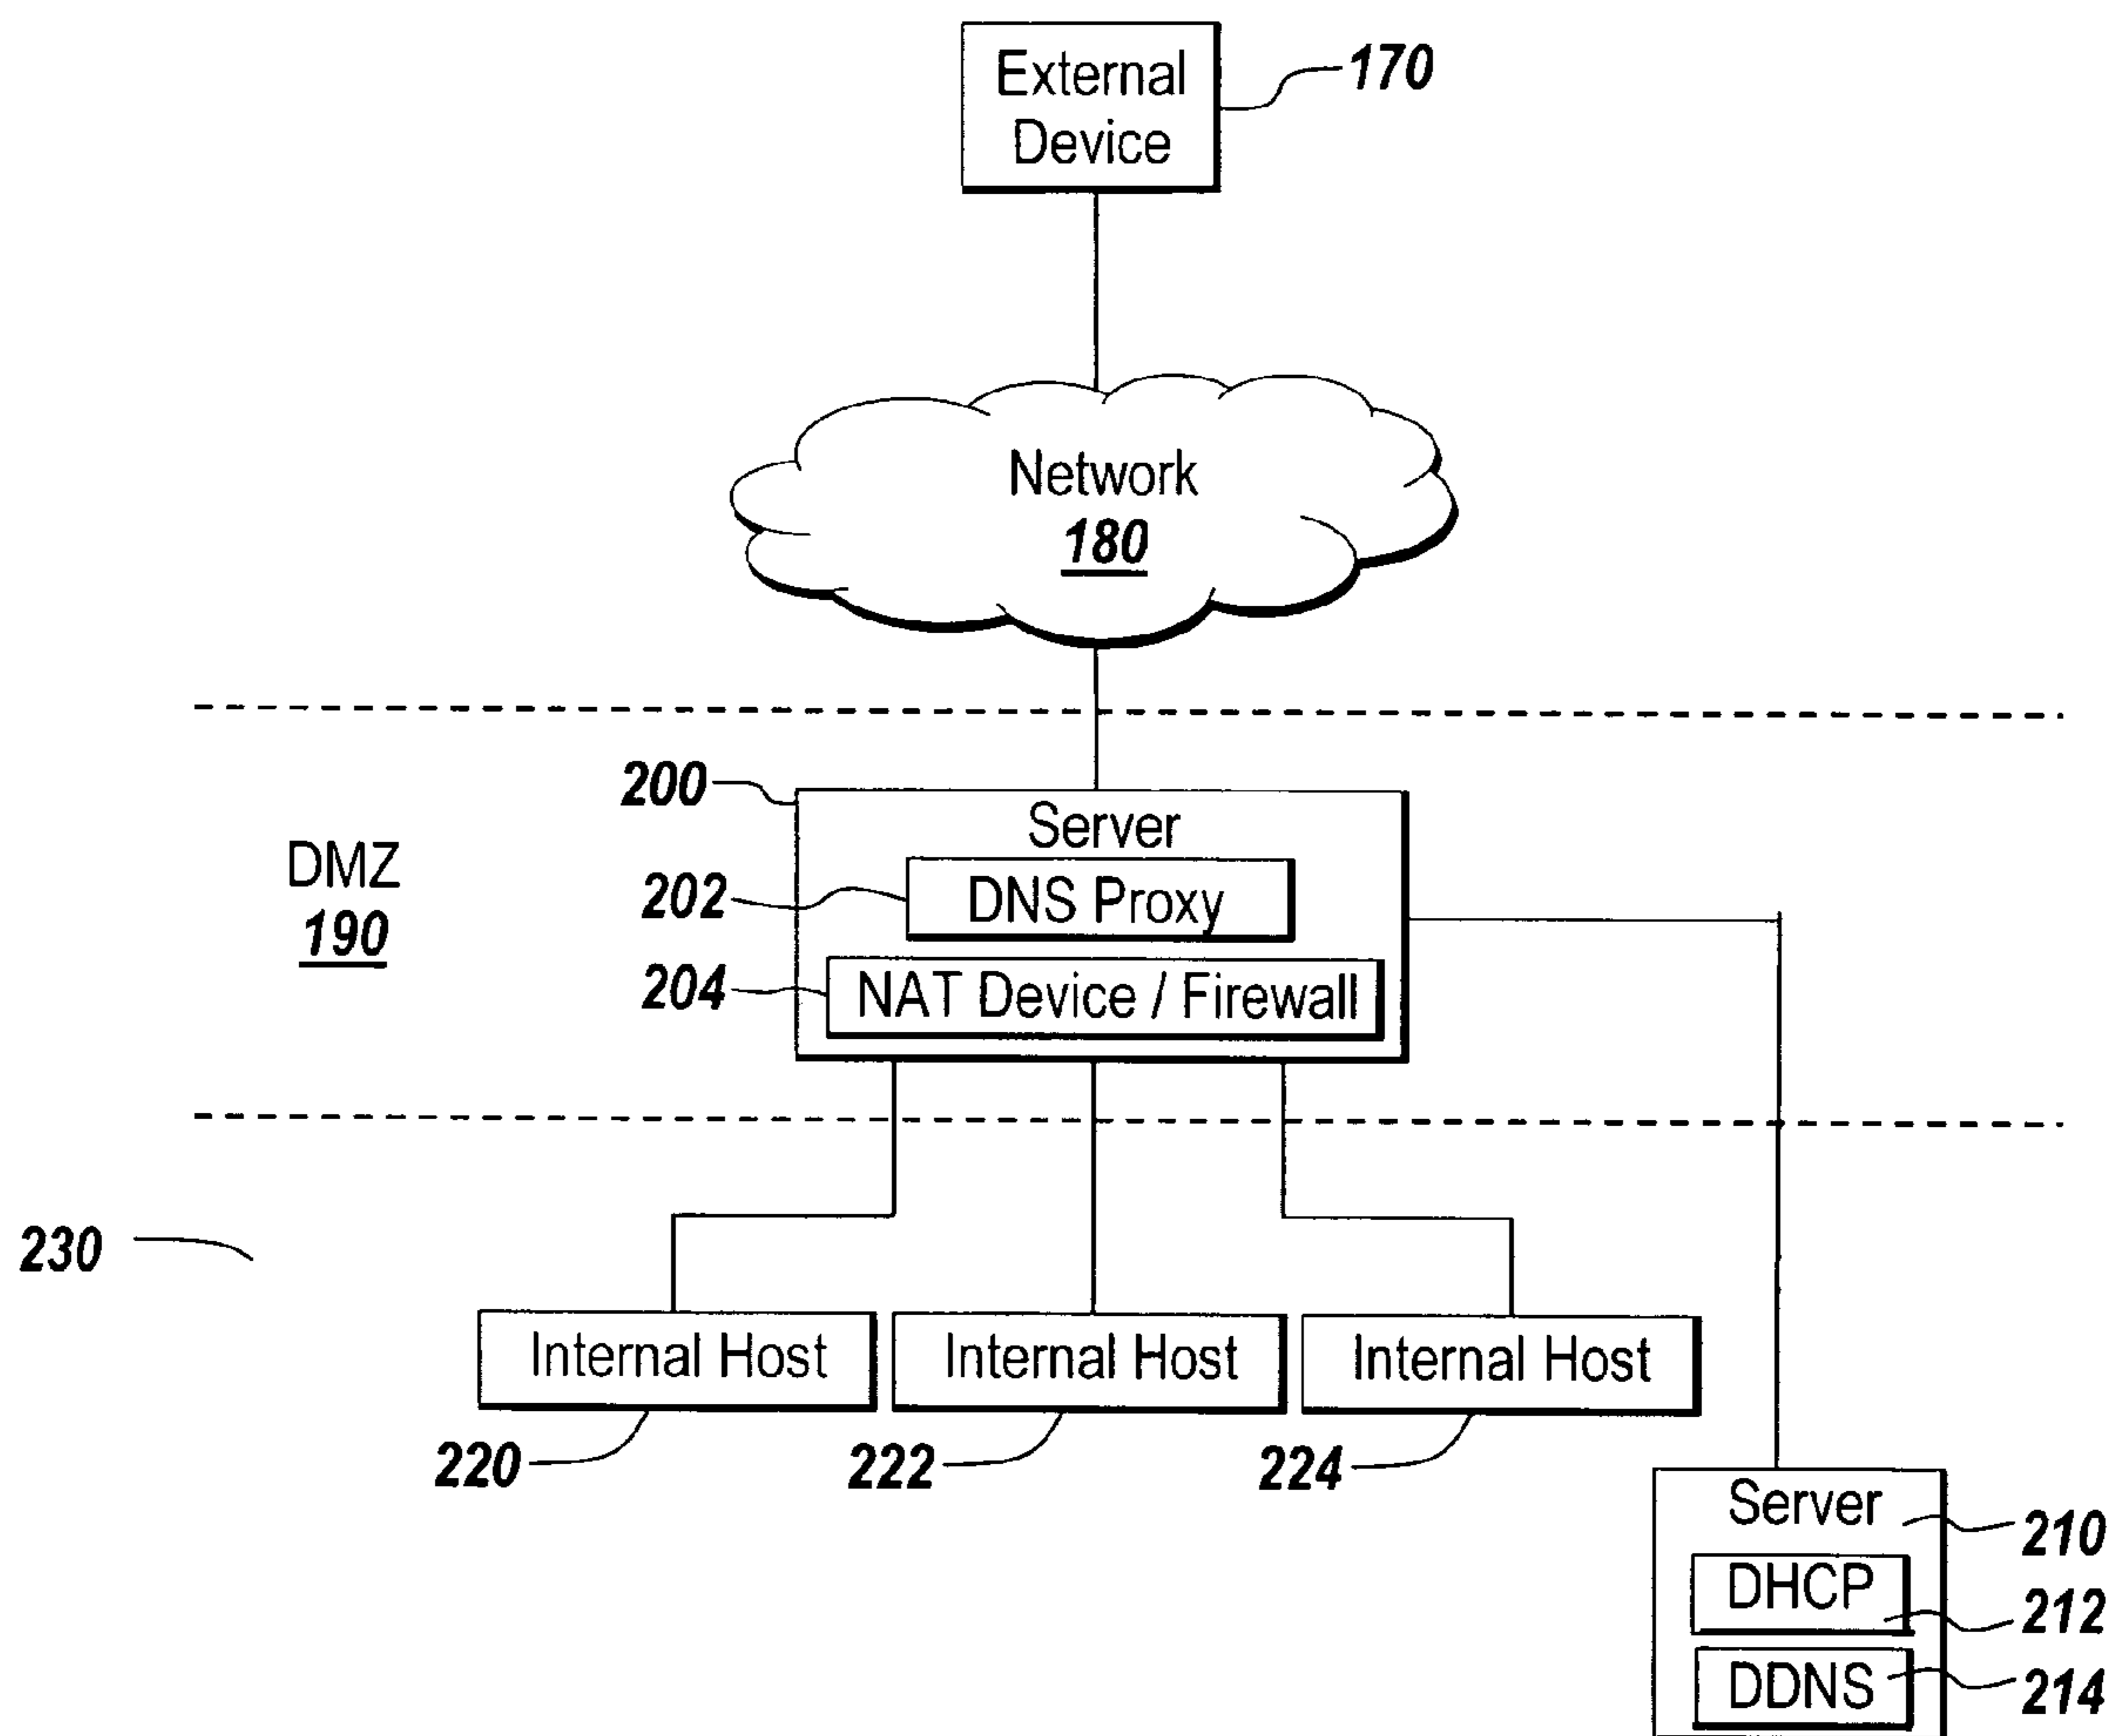 External
Device
170
Network
180
200
Server
DMZ
190
202
DNS Proxy
204
NAT Device / Firewall
230
Internal Host
Internal Host
Internal Host
220
222
224
Server
210
DHCP
212
DDNS
214